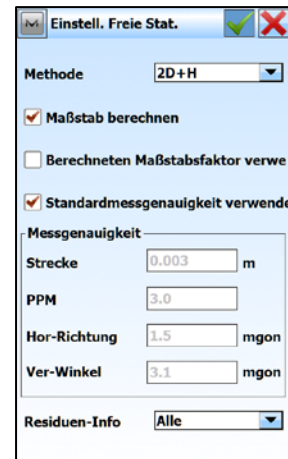 Einstell. Freie Stat.
Methode 2D+H
Maßstab berechnen
Berechneten Maßstabsfaktor verwe
Standardmessgenauigkeit verwende
Messgenauigkeit
Strecke 0.003 m
PPM 3.0
Hor-Richtung 1.5 mgon
Ver-Winkel 3.1 mgon
Residuen-Info Alle